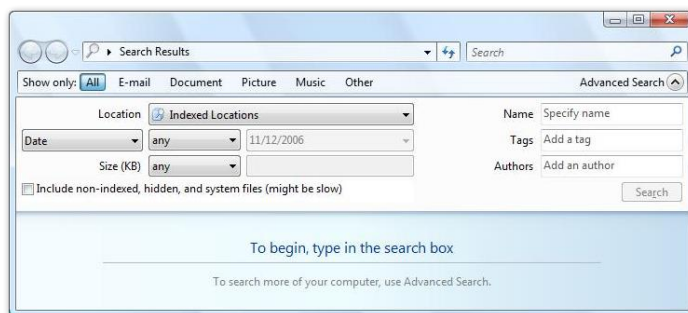 Search Results
Search
Show only: All E-mail Document Picture Music Other Advanced Search
Location Indexed Locations Name Specify name
Date any 11/12/2006 Tags Add a tag
Size (KB) any Authors Add an author
Include non-indexed, hidden, and system files (might be slow) Search
To begin, type in the search box
To search more of your computer, use Advanced Search.